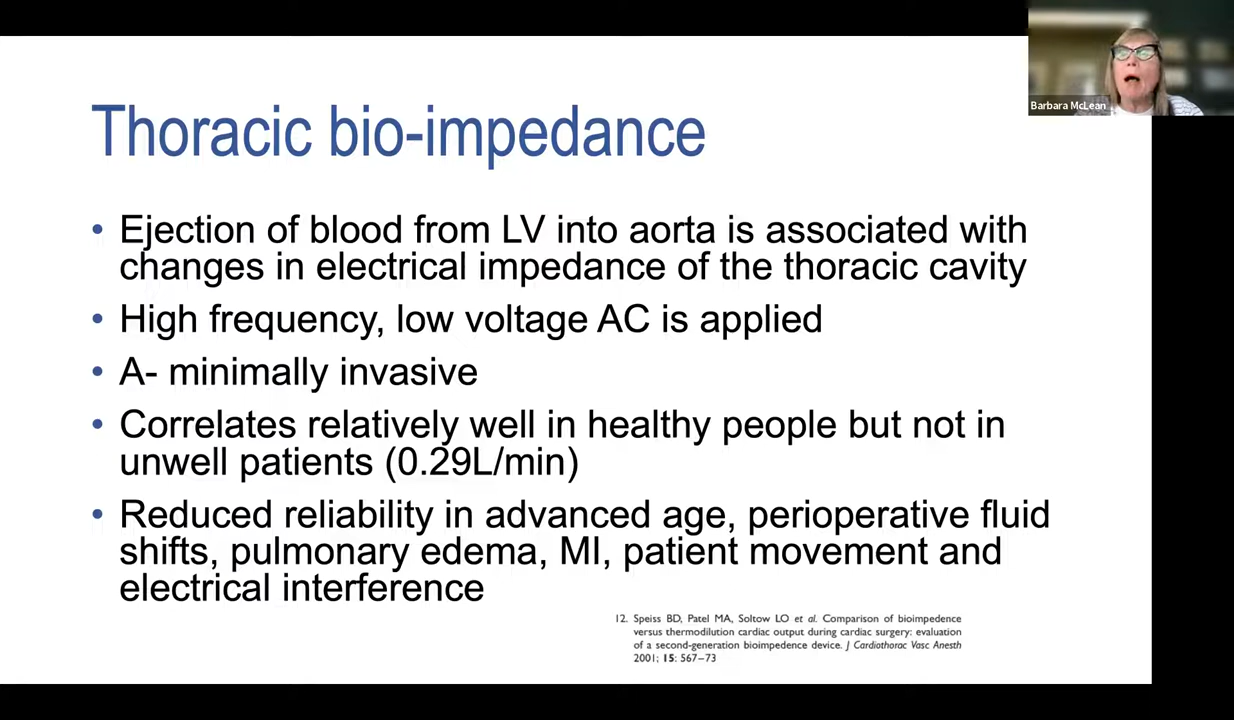 Barbara McLean
Thoracic bio-impedance
• Ejection of blood from LV into aorta is associated with
changes in electrical impedance of the thoracic cavity
• High frequency, low voltage AC is applied
• A- minimally invasive
• Correlates relatively well in healthy people but not in
unwell patients (0.29L/min)
• Reduced reliability in advanced age, perioperative fluid
shifts, pulmonary edema, MI, patient movement and
electrical interference
12. Speiss BD, Patel MA, Soltow LO et al. Comparison of bioimpedence
versus thermodilution cardiac output during cardiac surgery: evaluation
of a second-generation bioimpedence device. J Cardiothorac Vasc Anesth
2001; 15: 567–73